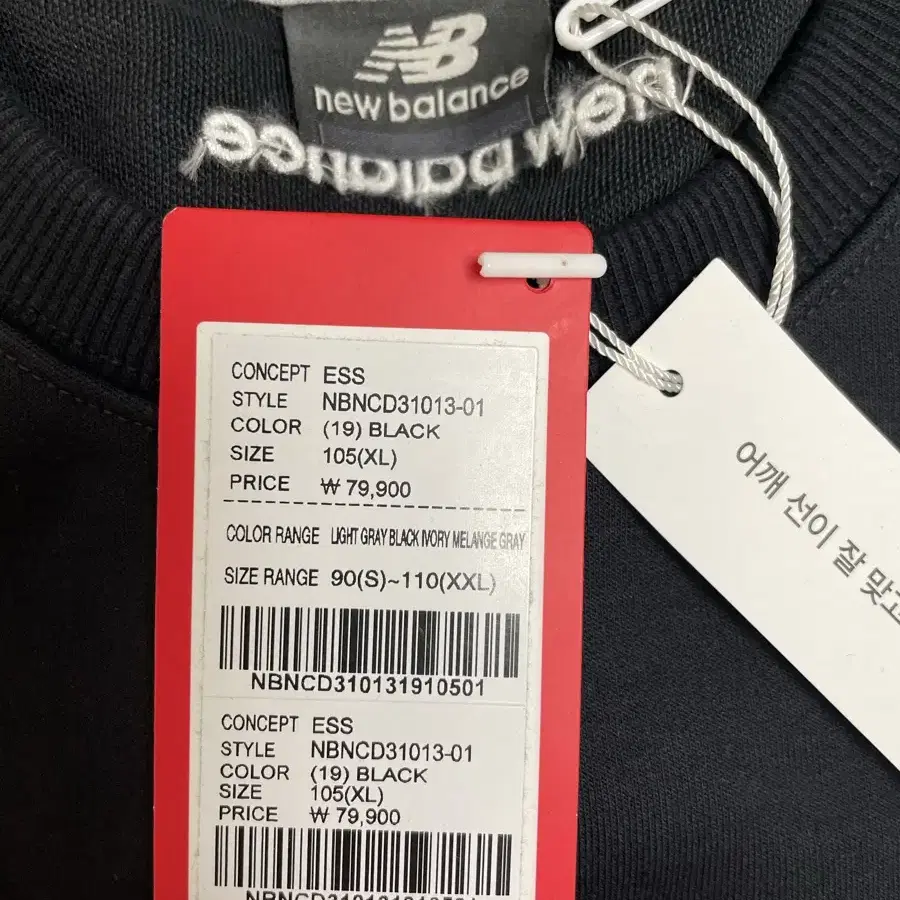 NB
new balance
new balance
CONCEPT ESS
STYLE NBNCD31013-01
COLOR (19) BLACK
SIZE 105(XL)
PRICE ₩ 79,900
COLOR RANGE LIGHT GRAY BLACK IVORY MELANGE GRAY
SIZE RANGE 90(S)~110(XXL)
NBNCD310131910501
CONCEPT ESS
STYLE NBNCD31013-01
COLOR (19) BLACK
SIZE 105(XL)
PRICE ₩ 79,900
어깨 선이 잘 맞고